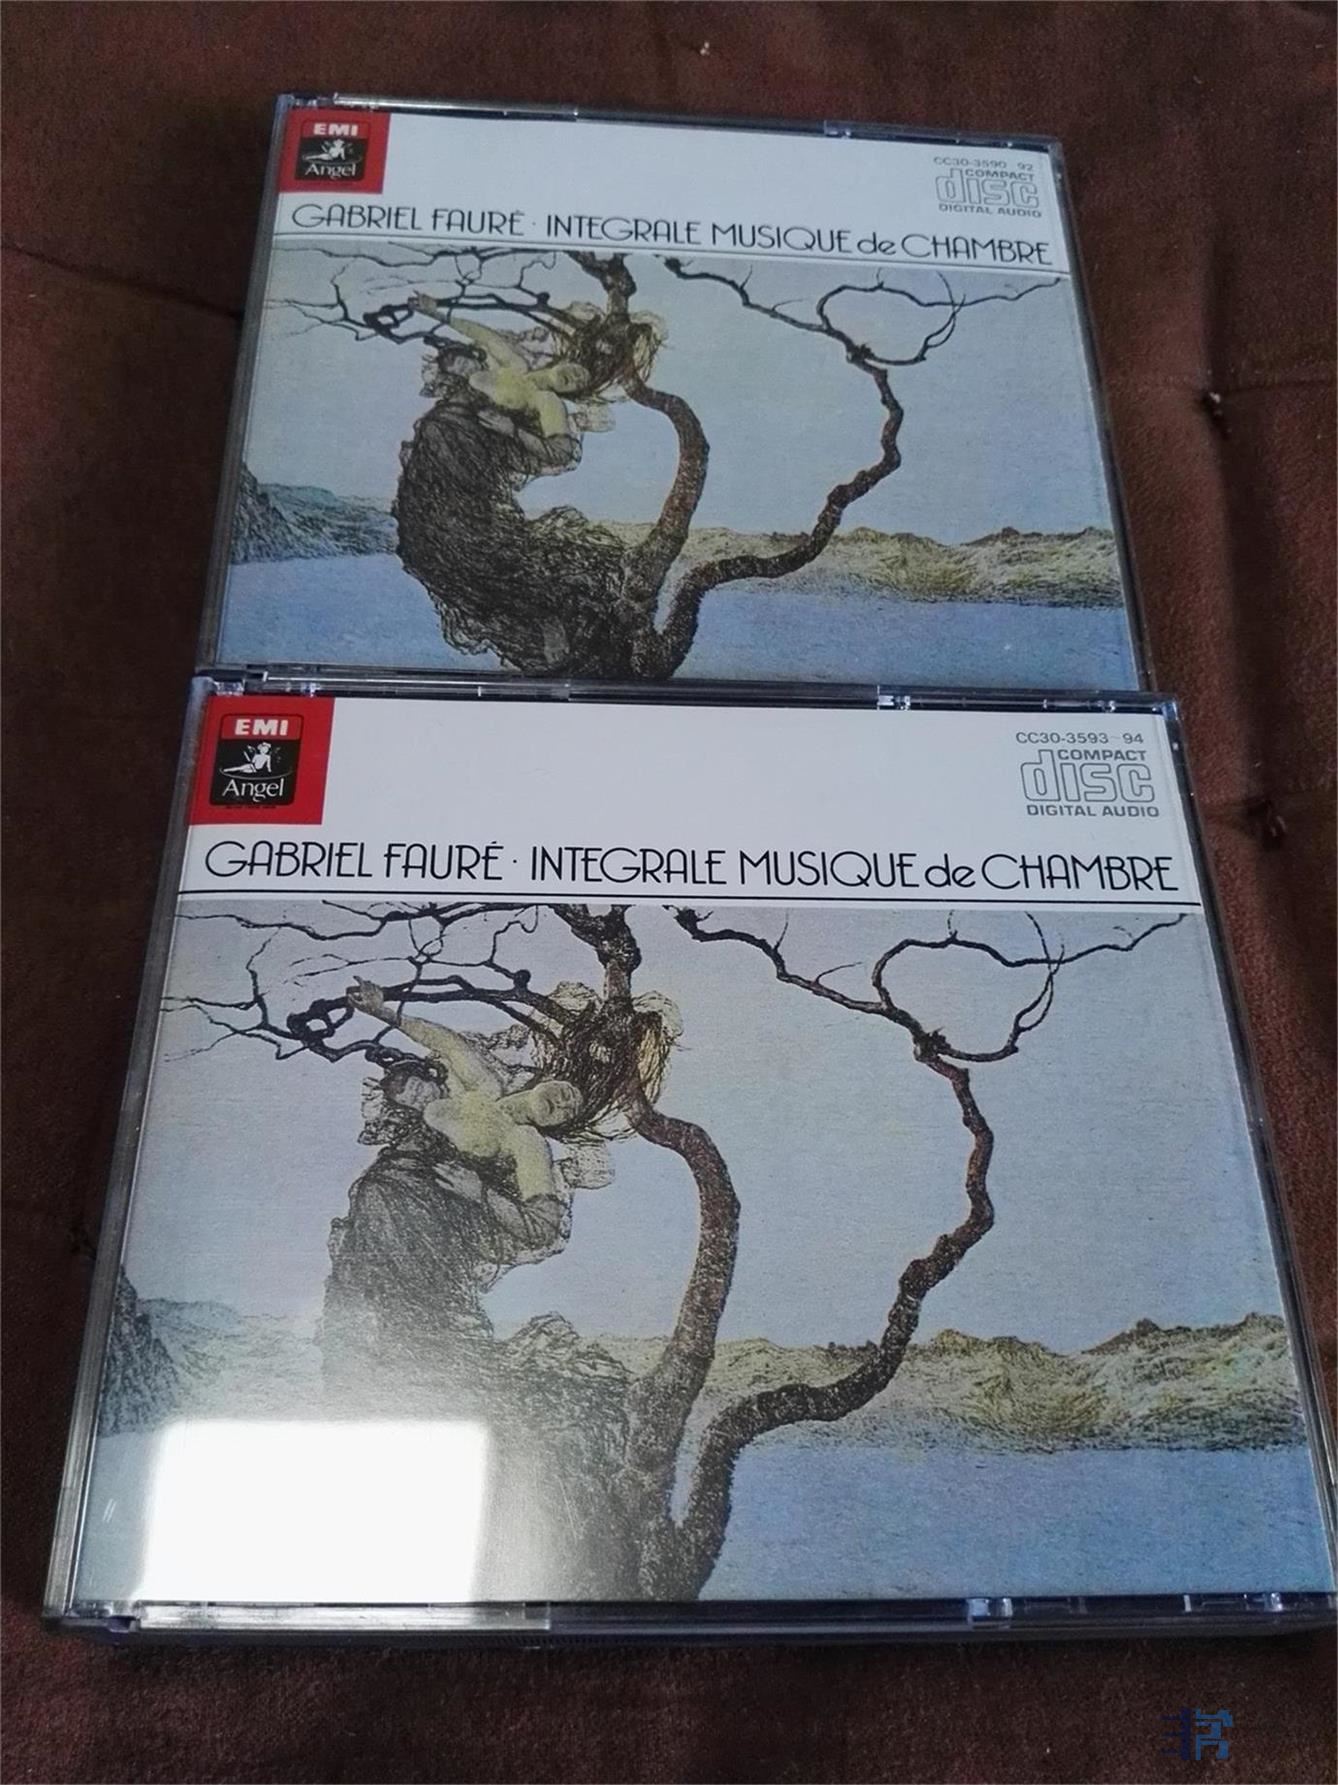 EMI
Angel
CC30-3590 92
COMPACT
disc
DIGITAL AUDIO
GABRIEL FAURÉ · INTEGRALE MUSIQUE de CHAMBRE
EMI
Angel
CC30-3593~94
COMPACT
disc
DIGITAL AUDIO
GABRIEL FAURÉ · INTEGRALE MUSIQUE de CHAMBRE